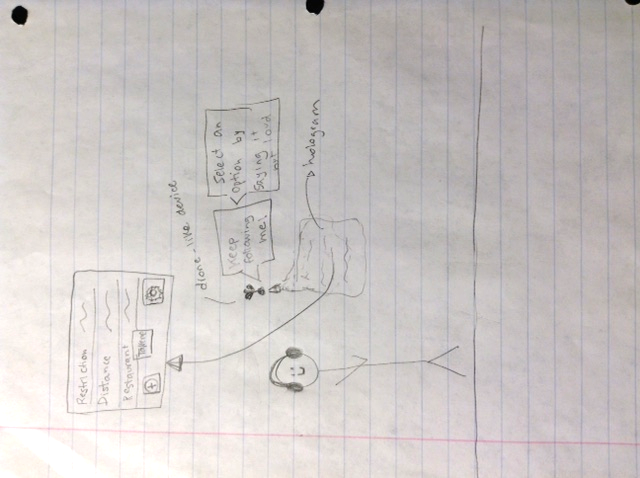 Restriction
Distance
Restaurant
drone-like device
Keep
following
me!
Select an
option by
saying it
out loud
hologram